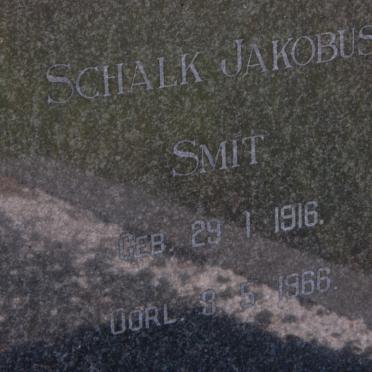 SCHALK JAKOBUS
SMIT
GEB. 29 1 1916.
OORL. 9 5 1966.